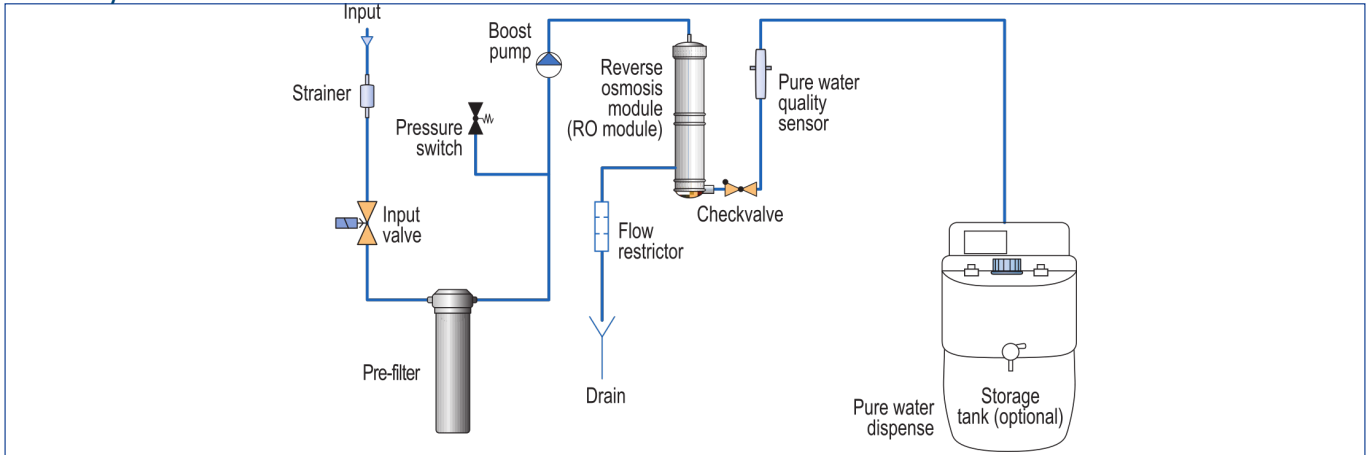 Input
Strainer
Input
valve
Pre-filter
Pressure
switch
Boost
pump
Reverse
osmosis
module
(RO module)
Flow
restrictor
Drain
Checkvalve
Pure water
quality
sensor
Pure water
dispense
Storage
tank (optional)